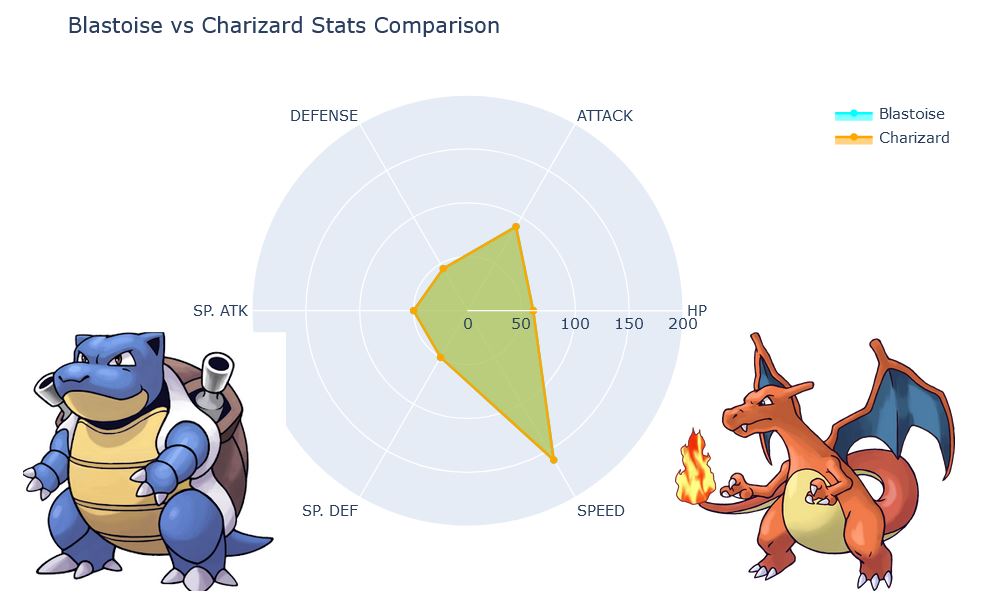 Blastoise vs Charizard Stats Comparison
DEFENSE
ATTACK
Blastoise
Charizard
SP. ATK
HP
0 50 100 150 200
SP. DEF
SPEED